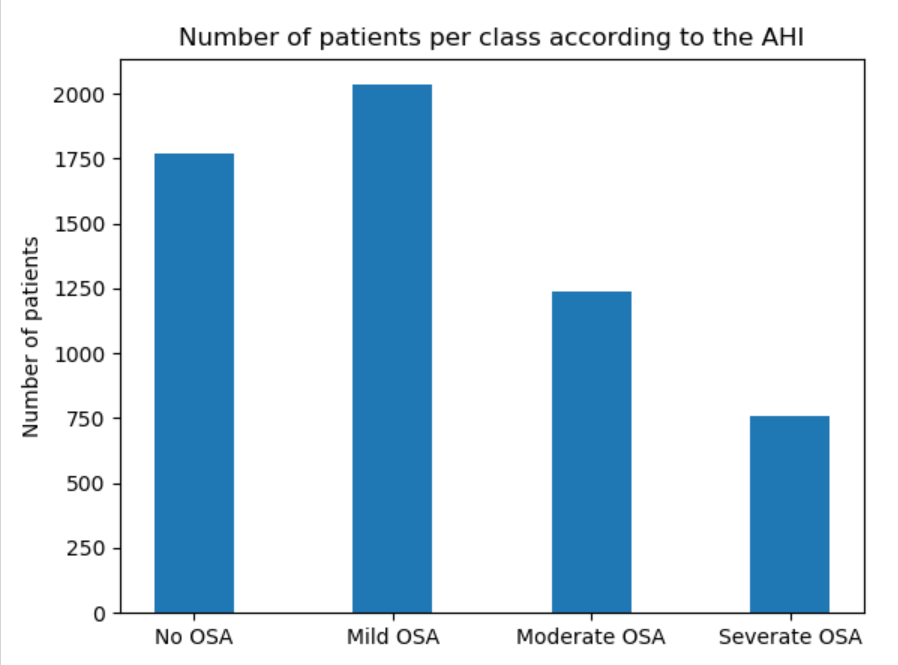 Number of patients per class according to the AHI
Number of patients
2000
1750
1500
1250
1000
750
500
250
0
No OSA
Mild OSA
Moderate OSA
Severate OSA